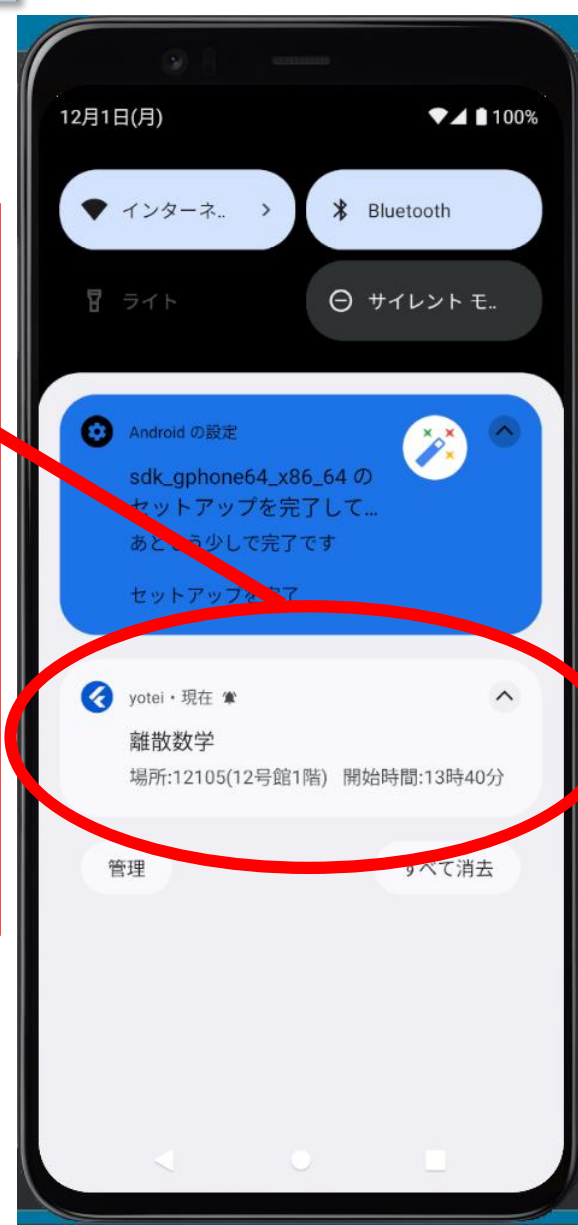 12月1日(月)
100%
インターネ..
Bluetooth
ライト
サイレント モ..
Android の設定
sdk_gphone64_x86_64 の
セットアップを完了して...
あともう少しで完了です
セットアップを完了
yotei・現在
離散数学
場所:12105(12号館1階) 開始時間:13時40分
管理
すべて消去